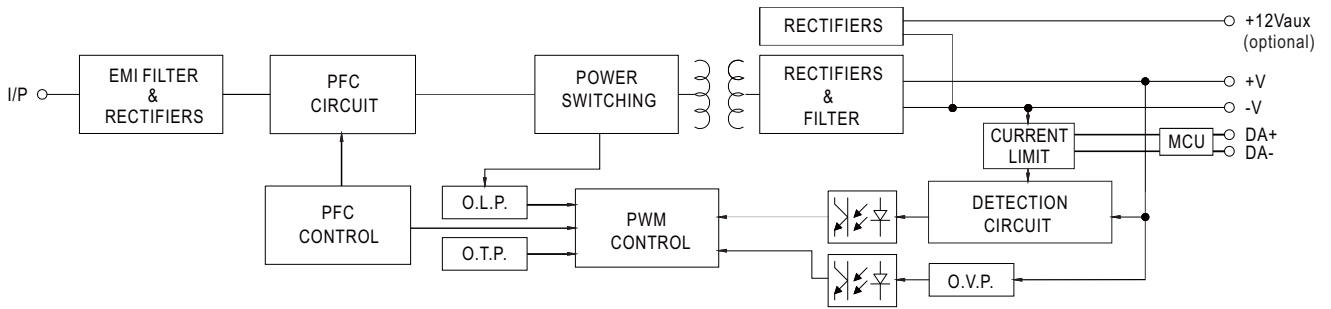 RECTIFIERS
+12Vaux
(optional)
I/P
EMI FILTER
&
RECTIFIERS
PFC
CIRCUIT
POWER
SWITCHING
RECTIFIERS
&
FILTER
+V
-V
CURRENT
LIMIT
MCU
DA+
DA-
PFC
CONTROL
O.L.P.
O.T.P.
PWM
CONTROL
DETECTION
CIRCUIT
O.V.P.